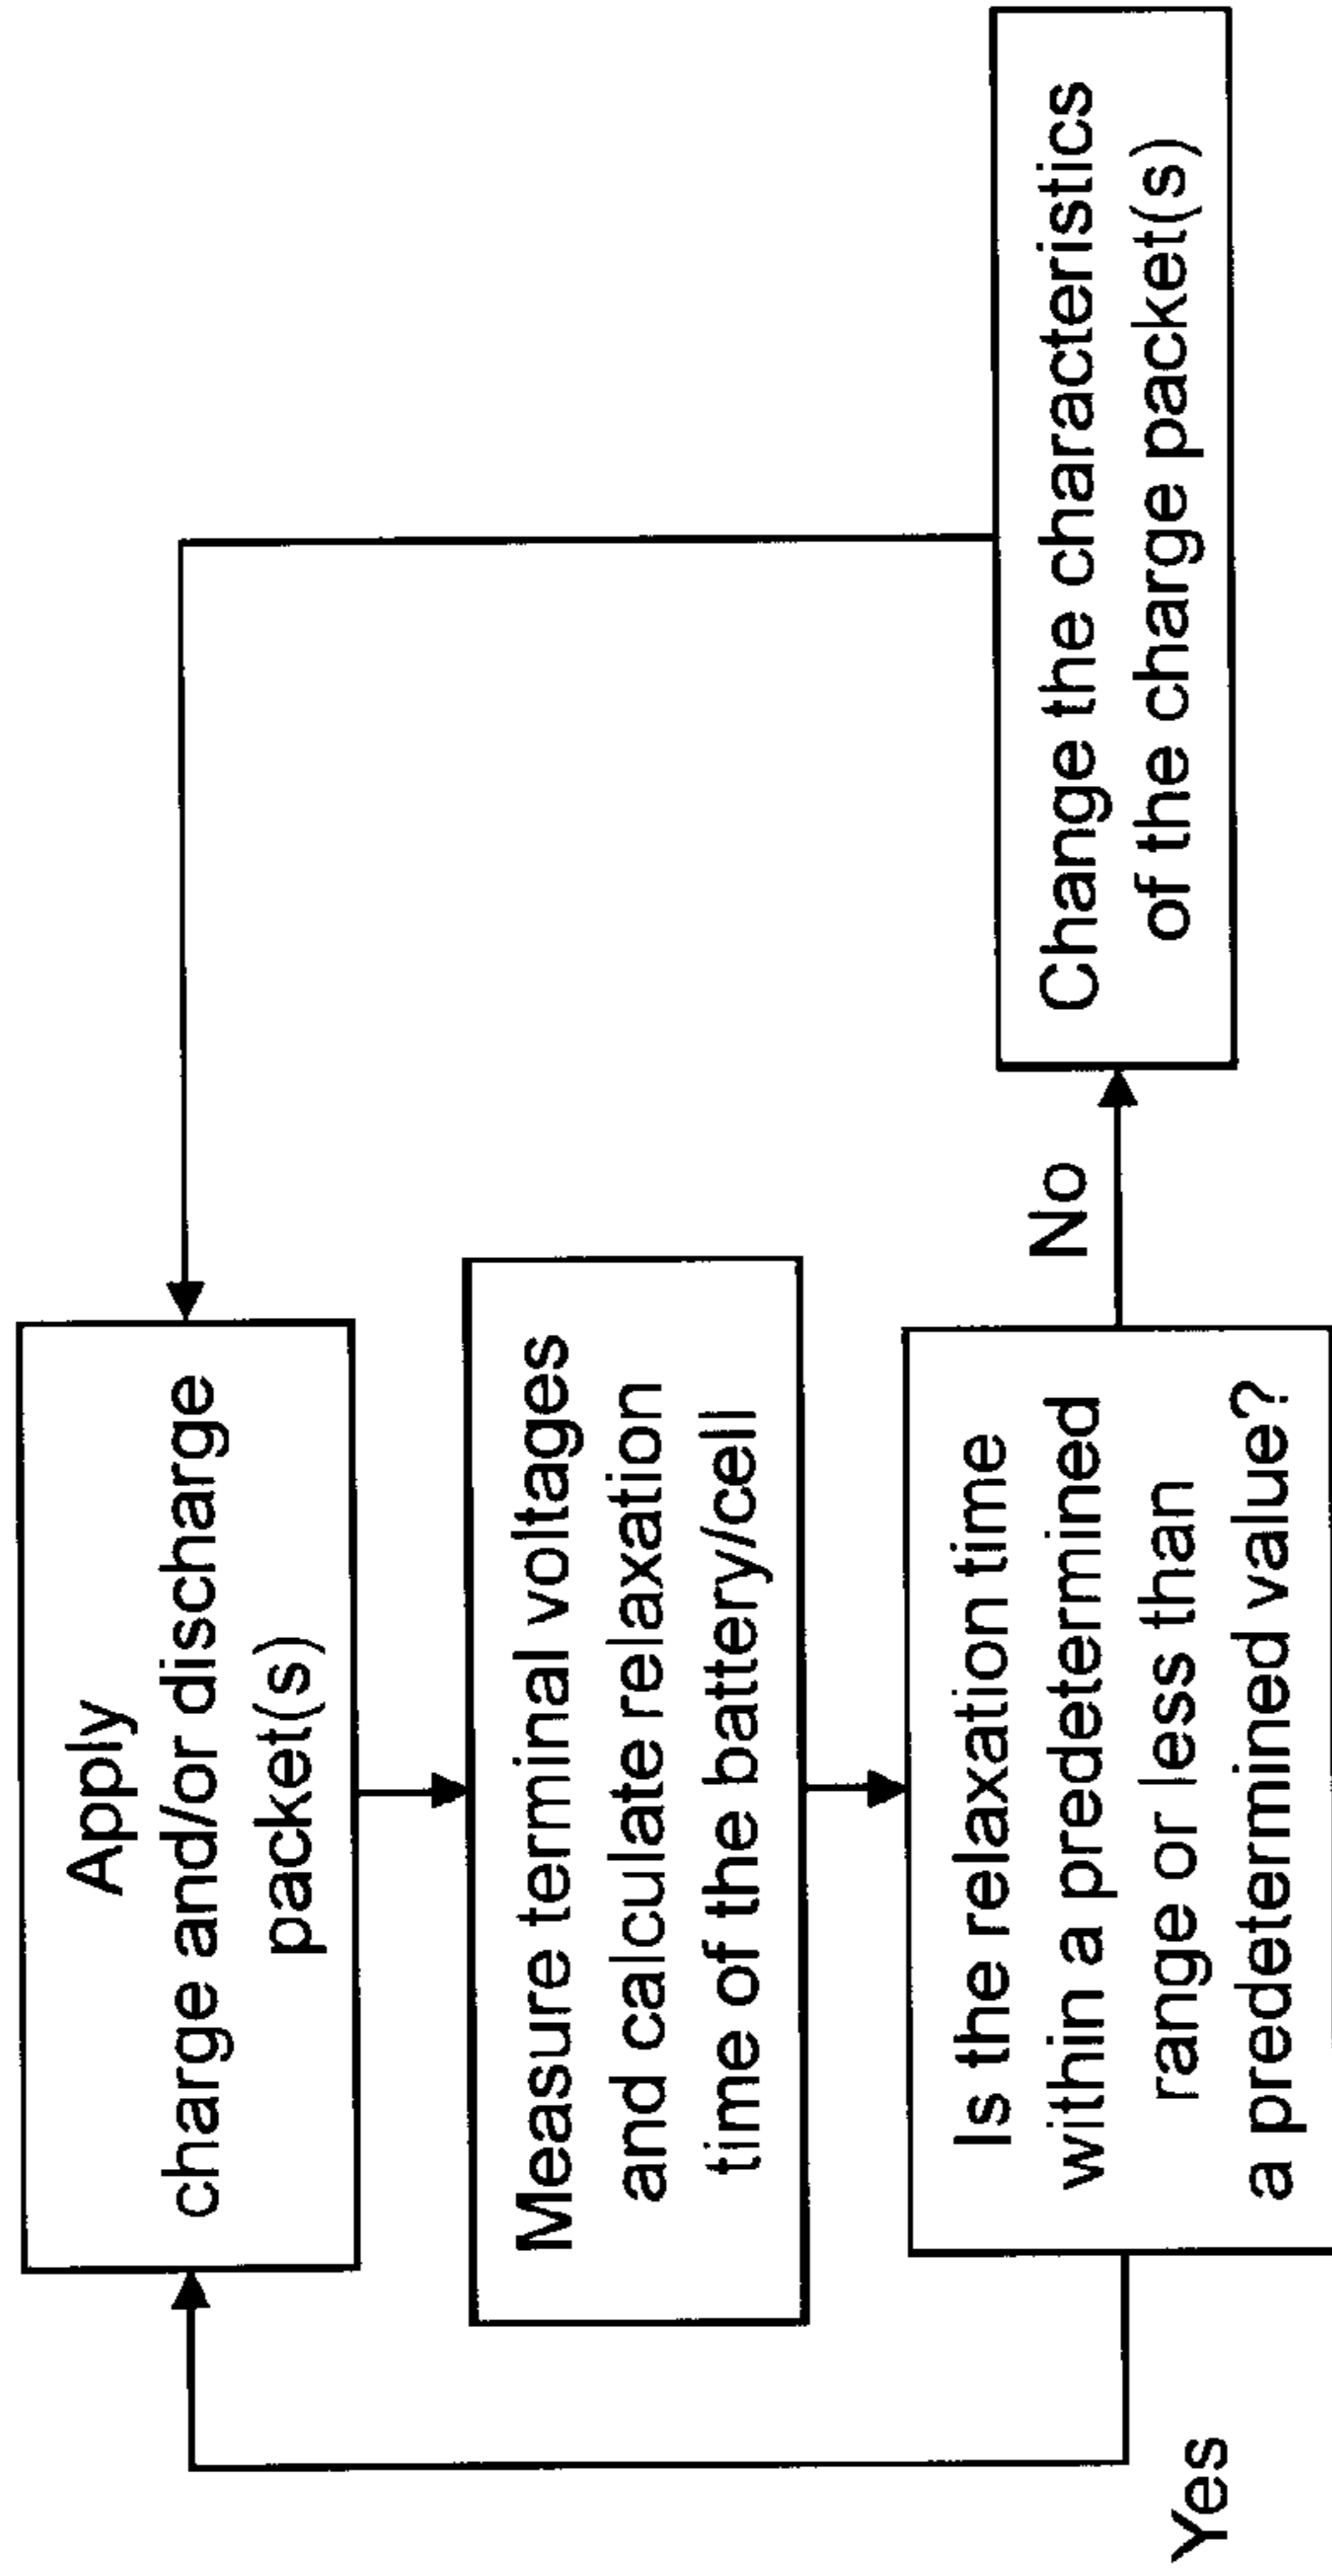 Apply
charge and/or discharge
packet(s)
Measure terminal voltages
and calculate relaxation
time of the battery/cell
Is the relaxation time
within a predetermined
range or less than
a predetermined value?
Yes
No
Change the characteristics
of the charge packet(s)